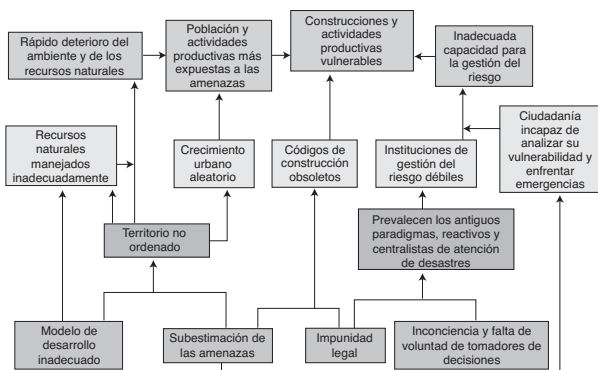 Rápido deterioro del
ambiente y de los
recursos naturales
Población y
actividades
productivas más
expuestas a las
amenazas
Construcciones y
actividades
productivas
vulnerables
Inadecuada
capacidad para
la gestión del
riesgo
Recursos
naturales
manejados
inadecuadamente
Crecimiento
urbano
aleatorio
Códigos de
construcción
obsoletos
Instituciones de
gestión del
riesgo débiles
Ciudadanía
incapaz de
analizar su
vulnerabilidad y
enfrentar
emergencias
Territorio no
ordenado
Prevalecen los antiguos
paradigmas, reactivos y
centralistas de atención
de desastres
Modelo de
desarrollo
inadecuado
Subestimación de
las amenazas
Impunidad
legal
Inconciencia y falta de
voluntad de tomadores de
decisiones